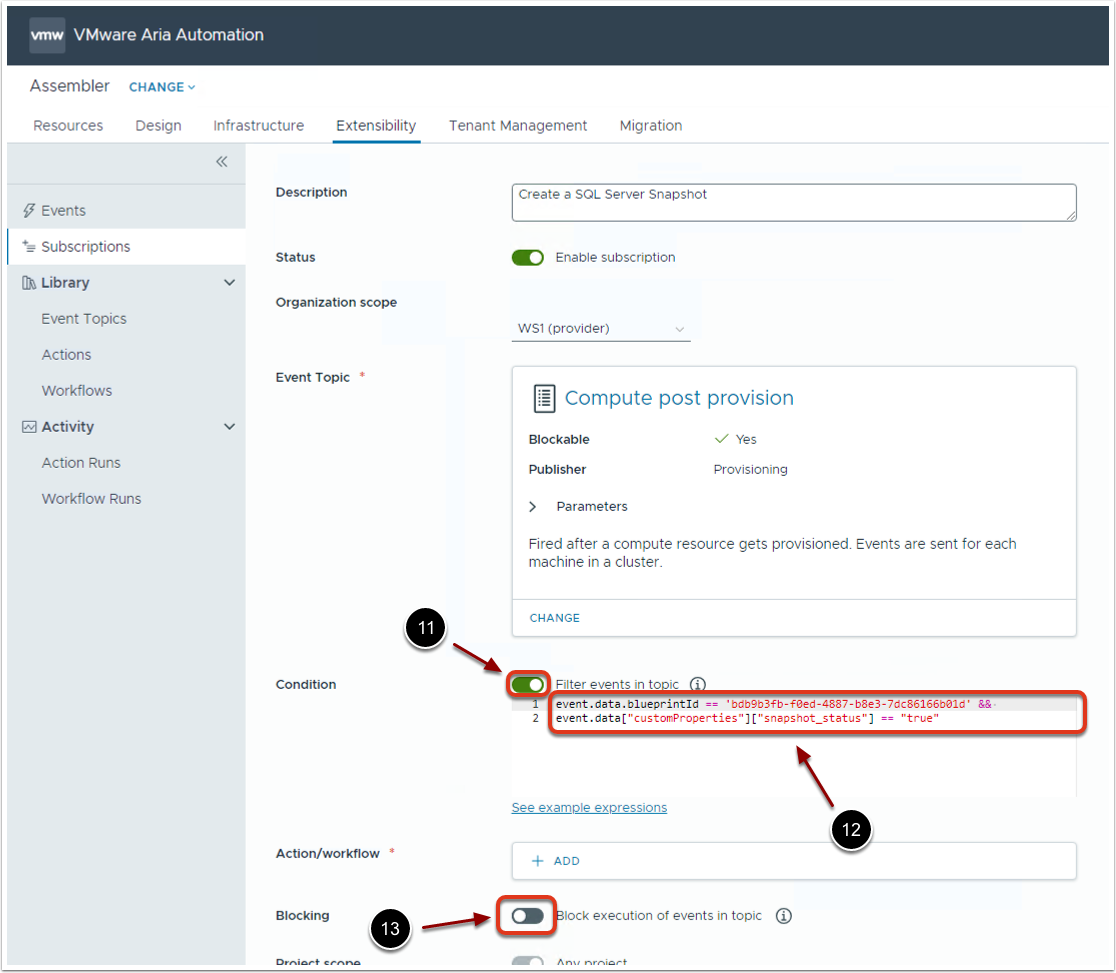 vmw VMware Aria Automation
Assembler CHANGE
Resources Design Infrastructure Extensibility Tenant Management Migration
Events
Subscriptions
Library
Event Topics
Actions
Workflows
Activity
Action Runs
Workflow Runs
Description
Create a SQL Server Snapshot
Status
Enable subscription
Organization scope
WS1 (provider)
Event Topic *
Compute post provision
Blockable Yes
Publisher Provisioning
Parameters
Fired after a compute resource gets provisioned. Events are sent for each
machine in a cluster.
CHANGE
11
Condition
Filter events in topic
1 event.data.blueprintId == 'bdb9b3fb-f0ed-4887-b8e3-7dc86166b01d' &&
2 event.data["customProperties"]["snapshot_status"] == "true"
See example expressions
12
Action/workflow *
+ ADD
Blocking
Block execution of events in topic
13
Project scope
Any project